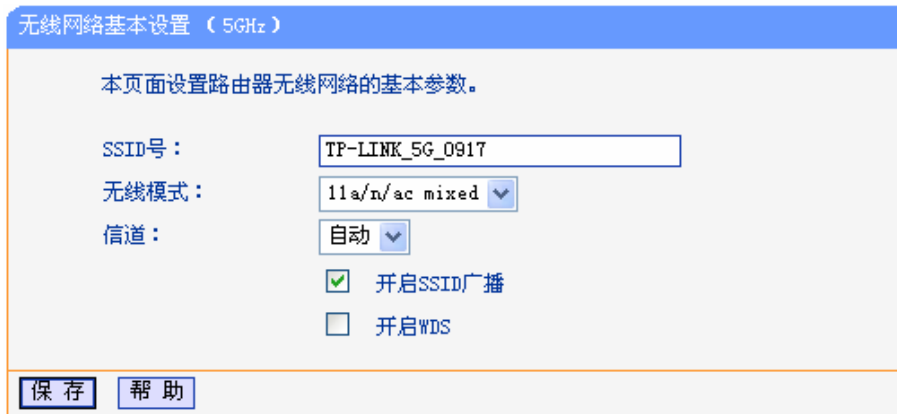 无线网络基本设置 （5GHz）
本页面设置路由器无线网络的基本参数。
SSID号： TP-LINK_5G_0917
无线模式： 11a/n/ac mixed
信道： 自动
开启SSID广播
开启WDS
保 存 帮 助